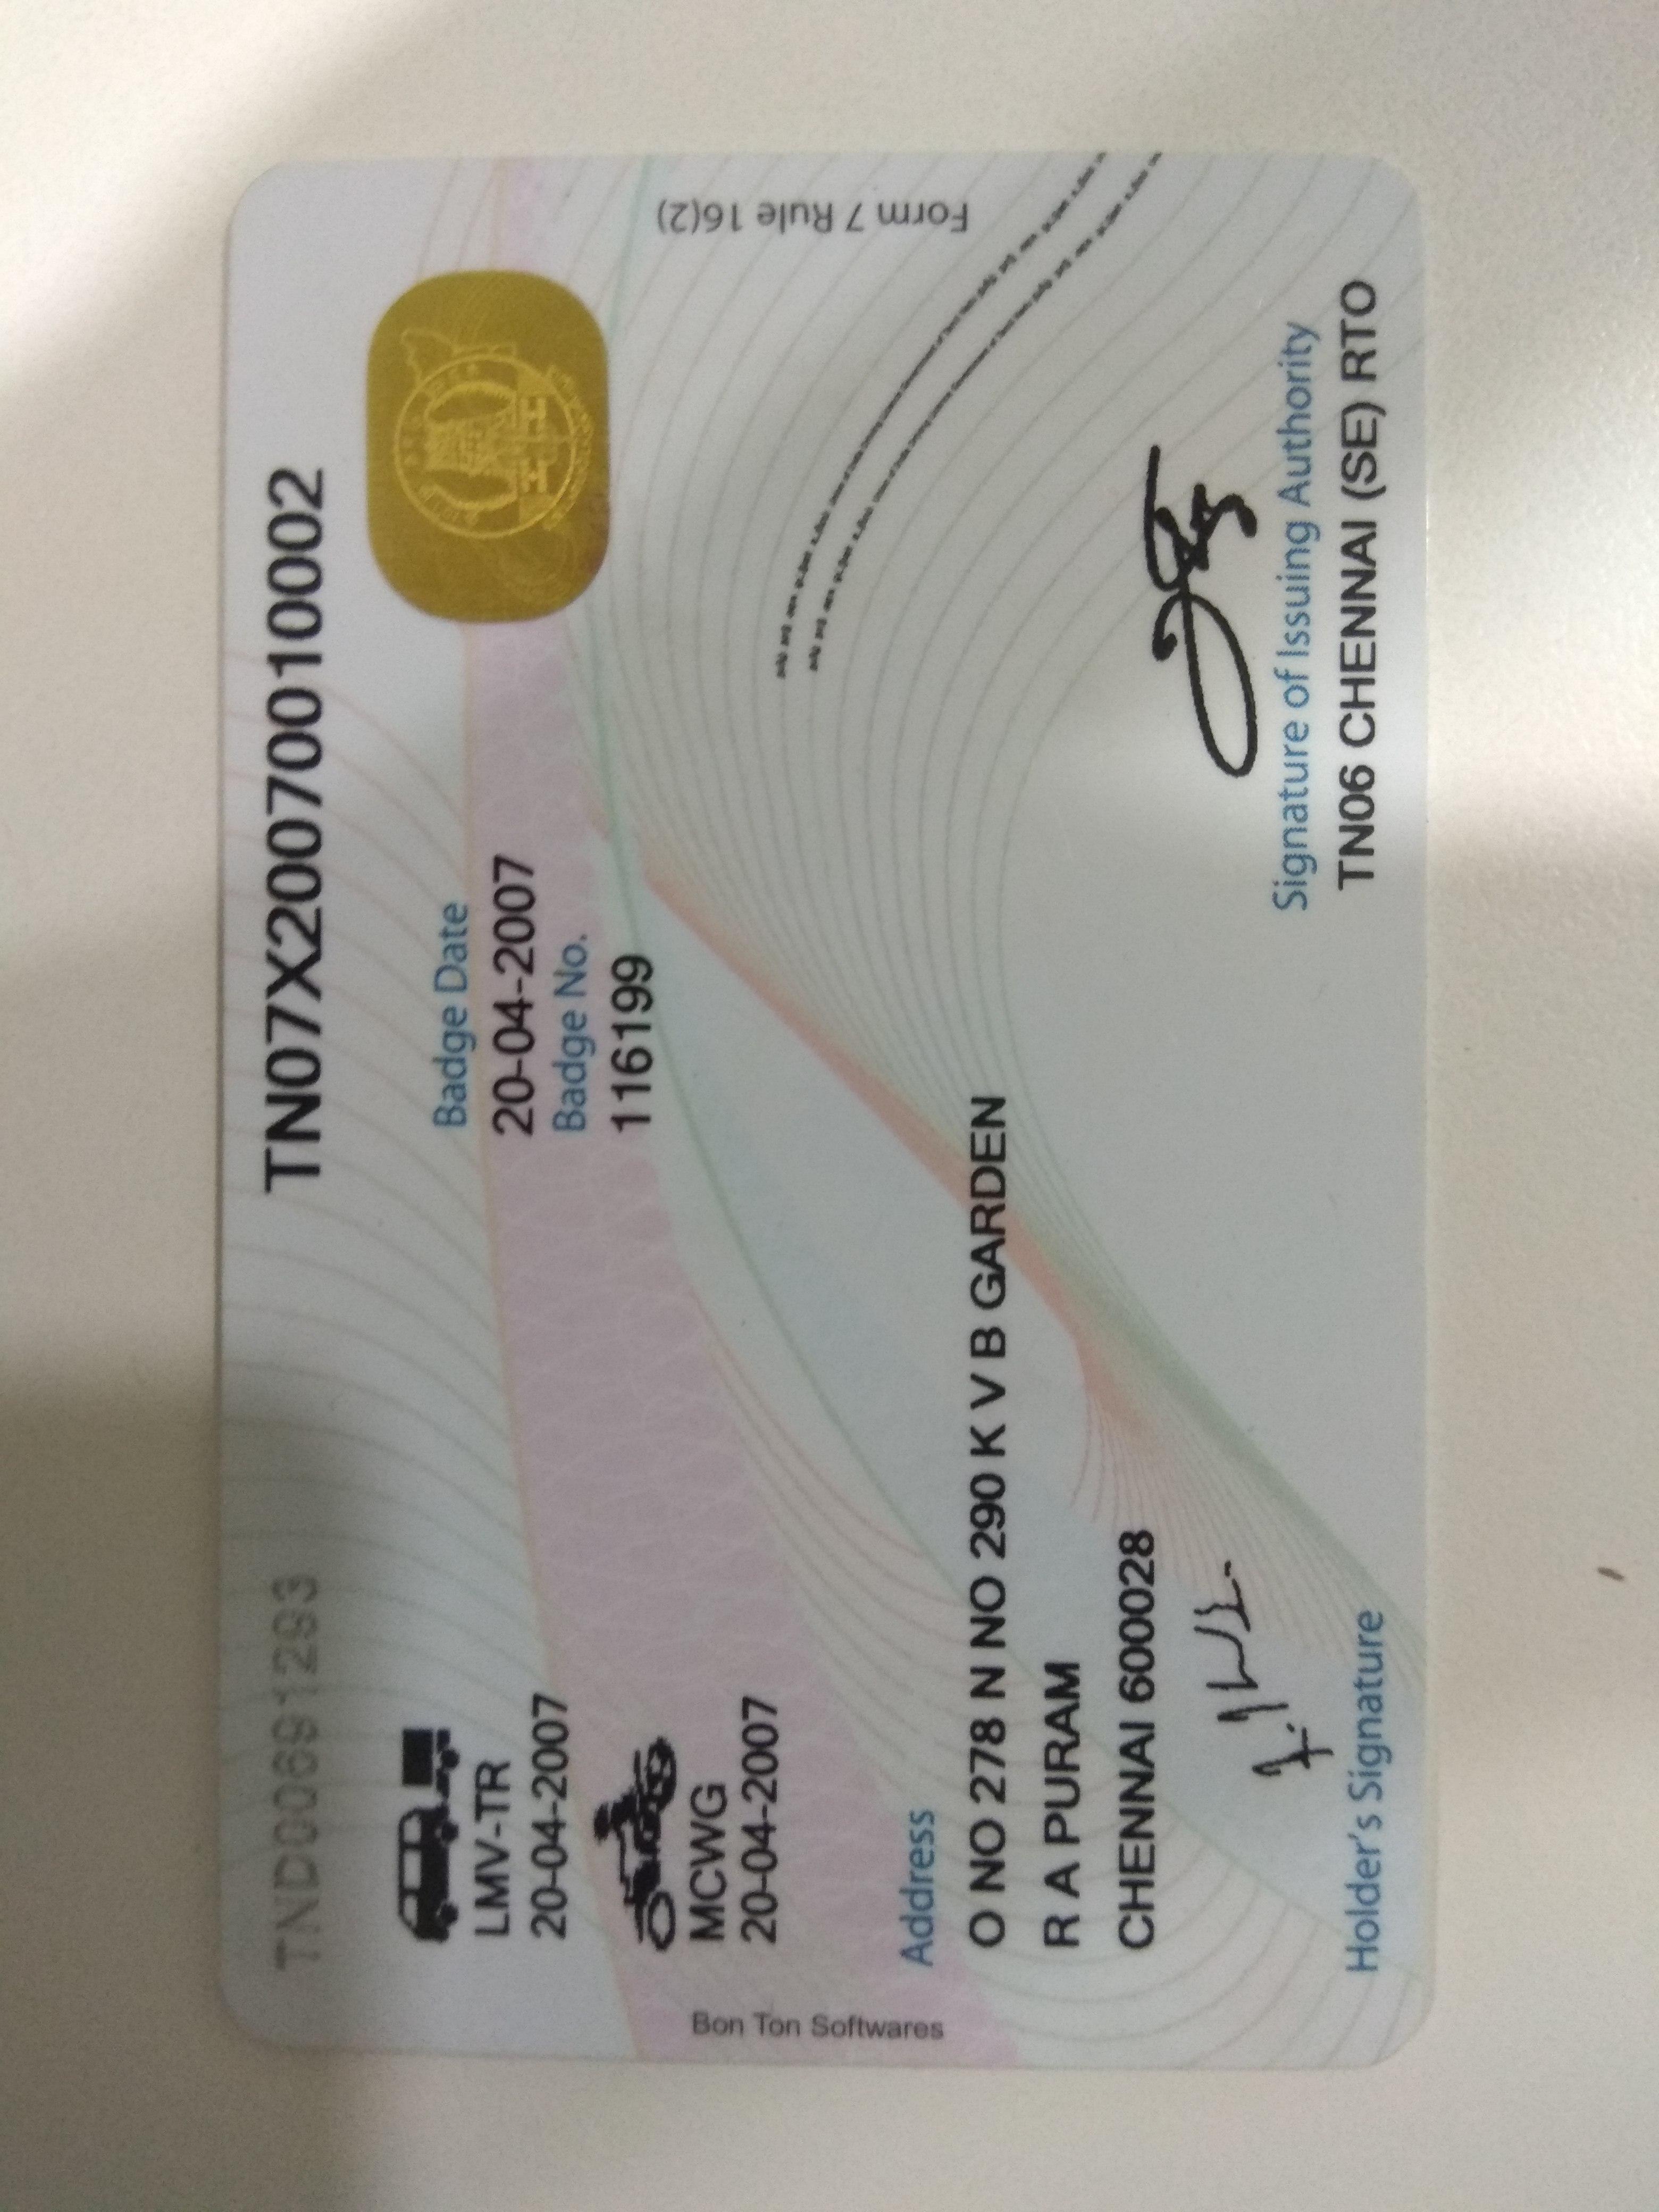 TND00691293
TN07X20070010002
LMV-TR
20-04-2007
Badge Date
20-04-2007
Badge No.
116199
MCWG
20-04-2007
Address
O NO 278 N NO 290 K V B GARDEN
R A PURAM
CHENNAI 600028
Holder's Signature
Signature of Issuing Authority
TN06 CHENNAI (SE) RTO
Form 7 Rule 16(2)
Bon Ton Softwares